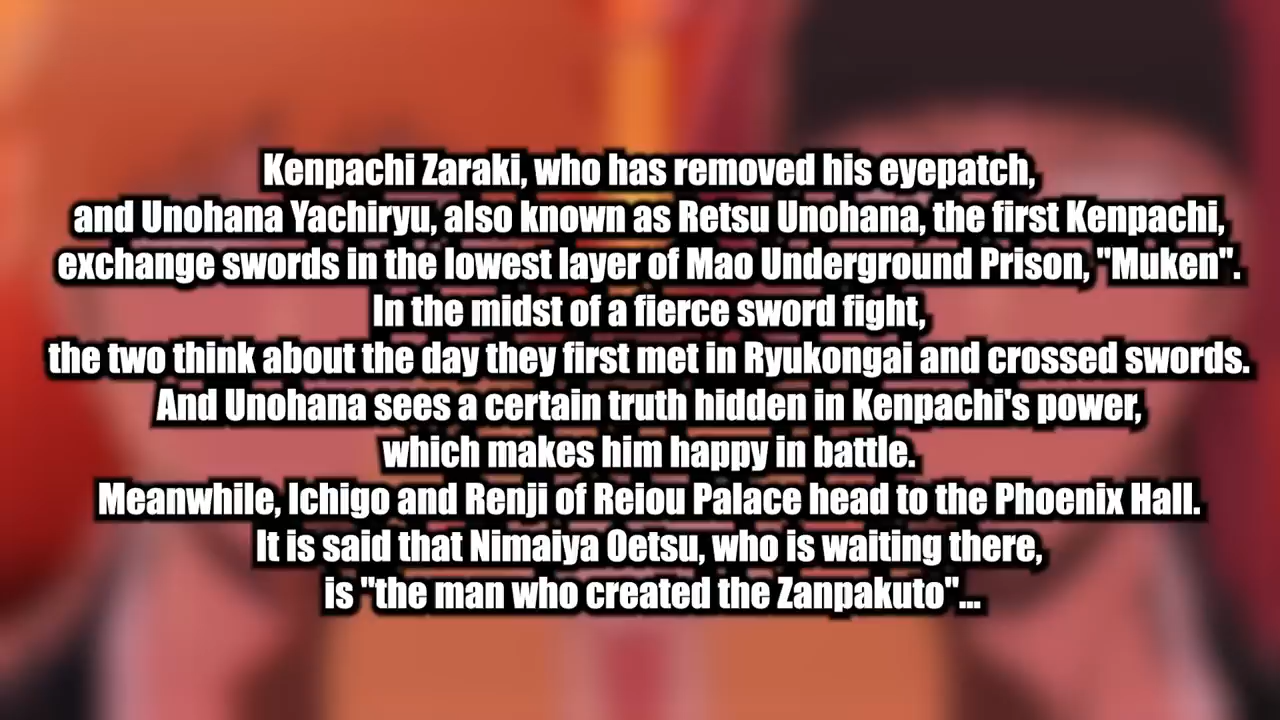 Kenpachi Zaraki, who has removed his eyepatch,
and Unohana Yachiryu, also known as Retsu Unohana, the first Kenpachi,
exchange swords in the lowest layer of Mao Underground Prison, "Muken".
In the midst of a fierce sword fight,
the two think about the day they first met in Ryukongai and crossed swords.
And Unohana sees a certain truth hidden in Kenpachi's power,
which makes him happy in battle.
Meanwhile, Ichigo and Renji of Reiou Palace head to the Phoenix Hall.
It is said that Nimaiya Oetsu, who is waiting there,
is "the man who created the Zanpakuto"...